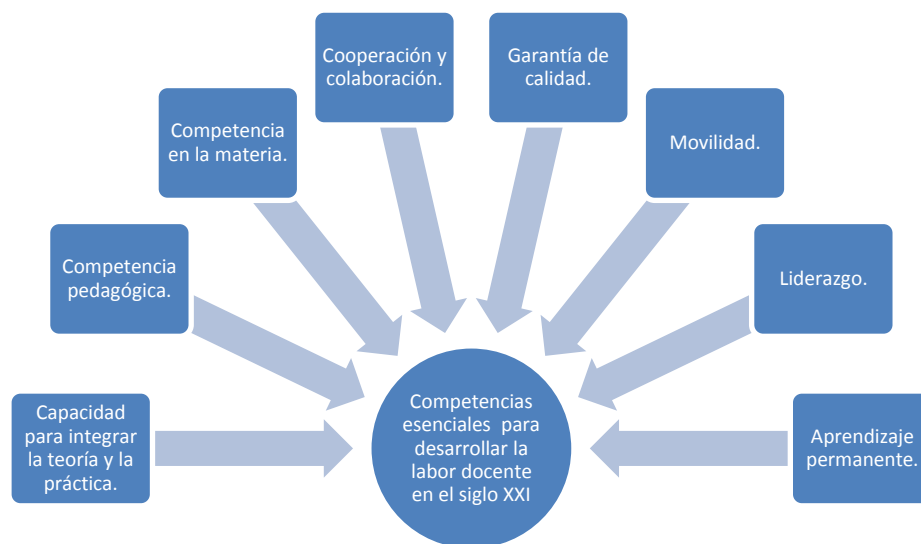 Capacidad
para integrar
la teoría y la
práctica.
Competencia
pedagógica.
Competencia
en la materia.
Cooperación y
colaboración.
Garantía de
calidad.
Movilidad.
Liderazgo.
Aprendizaje
permanente.
Competencias
esenciales para
desarrollar la
labor docente
en el siglo XXI